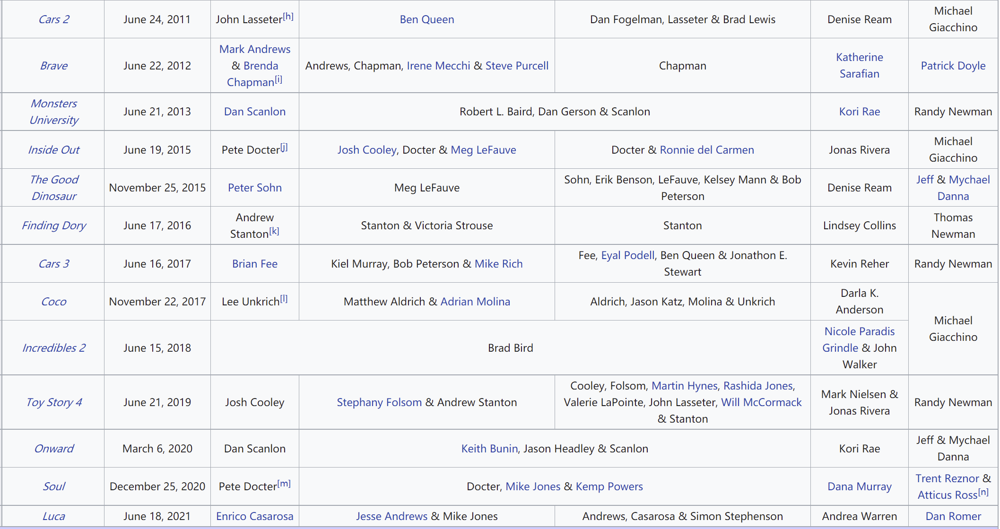 Cars 2 June 24, 2011 John Lasseter[h] Ben Queen Dan Fogelman, Lasseter & Brad Lewis Denise Ream Michael
Giacchino
Brave June 22, 2012 Mark Andrews
& Brenda
Chapman[i] Andrews, Chapman, Irene Mecchi & Steve Purcell Chapman Katherine
Sarafian Patrick Doyle
Monsters
University June 21, 2013 Dan Scanlon Robert L. Baird, Dan Gerson & Scanlon Kori Rae Randy Newman
Inside Out June 19, 2015 Pete Docter[j] Josh Cooley, Docter & Meg LeFauve Docter & Ronnie del Carmen Jonas Rivera Michael
Giacchino
The Good
Dinosaur November 25, 2015 Peter Sohn Meg LeFauve Sohn, Erik Benson, LeFauve, Kelsey Mann & Bob
Peterson Denise Ream Jeff & Mychael
Danna
Finding Dory June 17, 2016 Andrew
Stanton[k] Stanton & Victoria Strouse Stanton Lindsey Collins Thomas
Newman
Cars 3 June 16, 2017 Brian Fee Kiel Murray, Bob Peterson & Mike Rich Fee, Eyal Podell, Ben Queen & Jonathon E.
Stewart Kevin Reher Randy Newman
Coco November 22, 2017 Lee Unkrich[l] Matthew Aldrich & Adrian Molina Aldrich, Jason Katz, Molina & Unkrich Darla K.
Anderson Michael
Giacchino
Incredibles 2 June 15, 2018 Brad Bird Nicole Paradis
Grindle & John
Walker
Toy Story 4 June 21, 2019 Josh Cooley Stephany Folsom & Andrew Stanton Cooley, Folsom, Martin Hynes, Rashida Jones,
Valerie LaPointe, John Lasseter, Will McCormack
& Stanton Mark Nielsen &
Jonas Rivera Randy Newman
Onward March 6, 2020 Dan Scanlon Keith Bunin, Jason Headley & Scanlon Kori Rae Jeff & Mychael
Danna
Soul December 25, 2020 Pete Docter[m] Docter, Mike Jones & Kemp Powers Dana Murray Trent Reznor &
Atticus Ross[n]
Luca June 18, 2021 Enrico Casarosa Jesse Andrews & Mike Jones Andrews, Casarosa & Simon Stephenson Andrea Warren Dan Romer